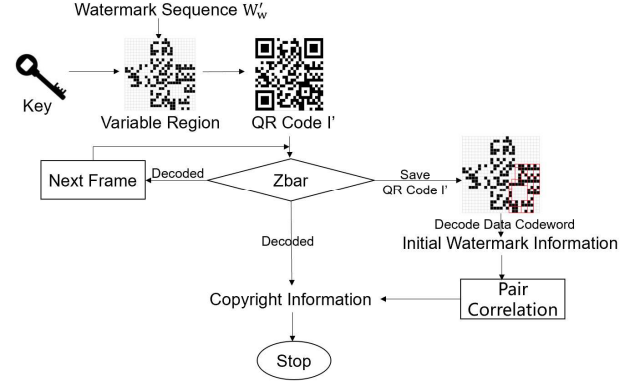 Watermark Sequence W′w
Key
Variable Region
QR Code I’
Next Frame
Decoded
Zbar
Save
QR Code I’
Decode Data Codeword
Initial Watermark Information
Decoded
Pair
Correlation
Copyright Information
Stop